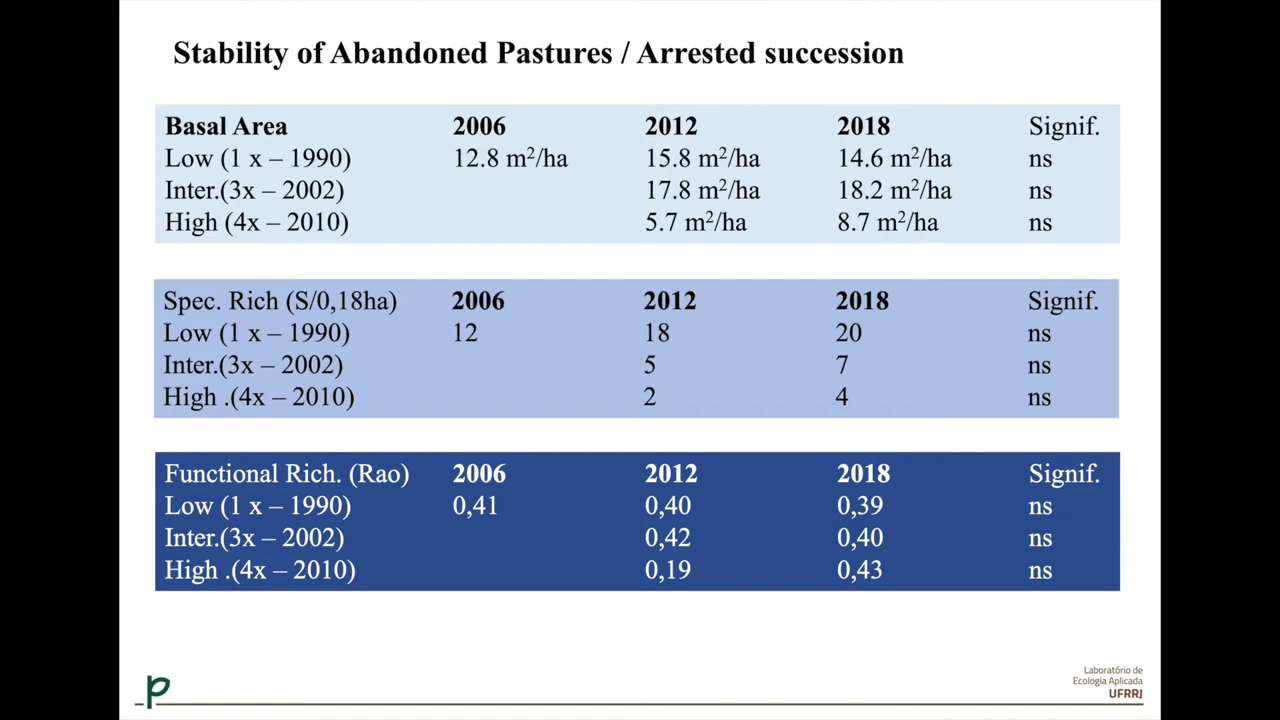 Stability of Abandoned Pastures / Arrested succession
Basal Area 2006 2012 2018 Signif.
Low (1 x – 1990) 12.8 m²/ha 15.8 m²/ha 14.6 m²/ha ns
Inter.(3x – 2002) 17.8 m²/ha 18.2 m²/ha ns
High (4x – 2010) 5.7 m²/ha 8.7 m²/ha ns
Spec. Rich (S/0,18ha) 2006 2012 2018 Signif.
Low (1 x – 1990) 12 18 20 ns
Inter.(3x – 2002) 5 7 ns
High .(4x – 2010) 2 4 ns
Functional Rich. (Rao) 2006 2012 2018 Signif.
Low (1 x – 1990) 0,41 0,40 0,39 ns
Inter.(3x – 2002) 0,42 0,40 ns
High .(4x – 2010) 0,19 0,43 ns
Laboratório de
Ecologia Aplicada
UFRRJ